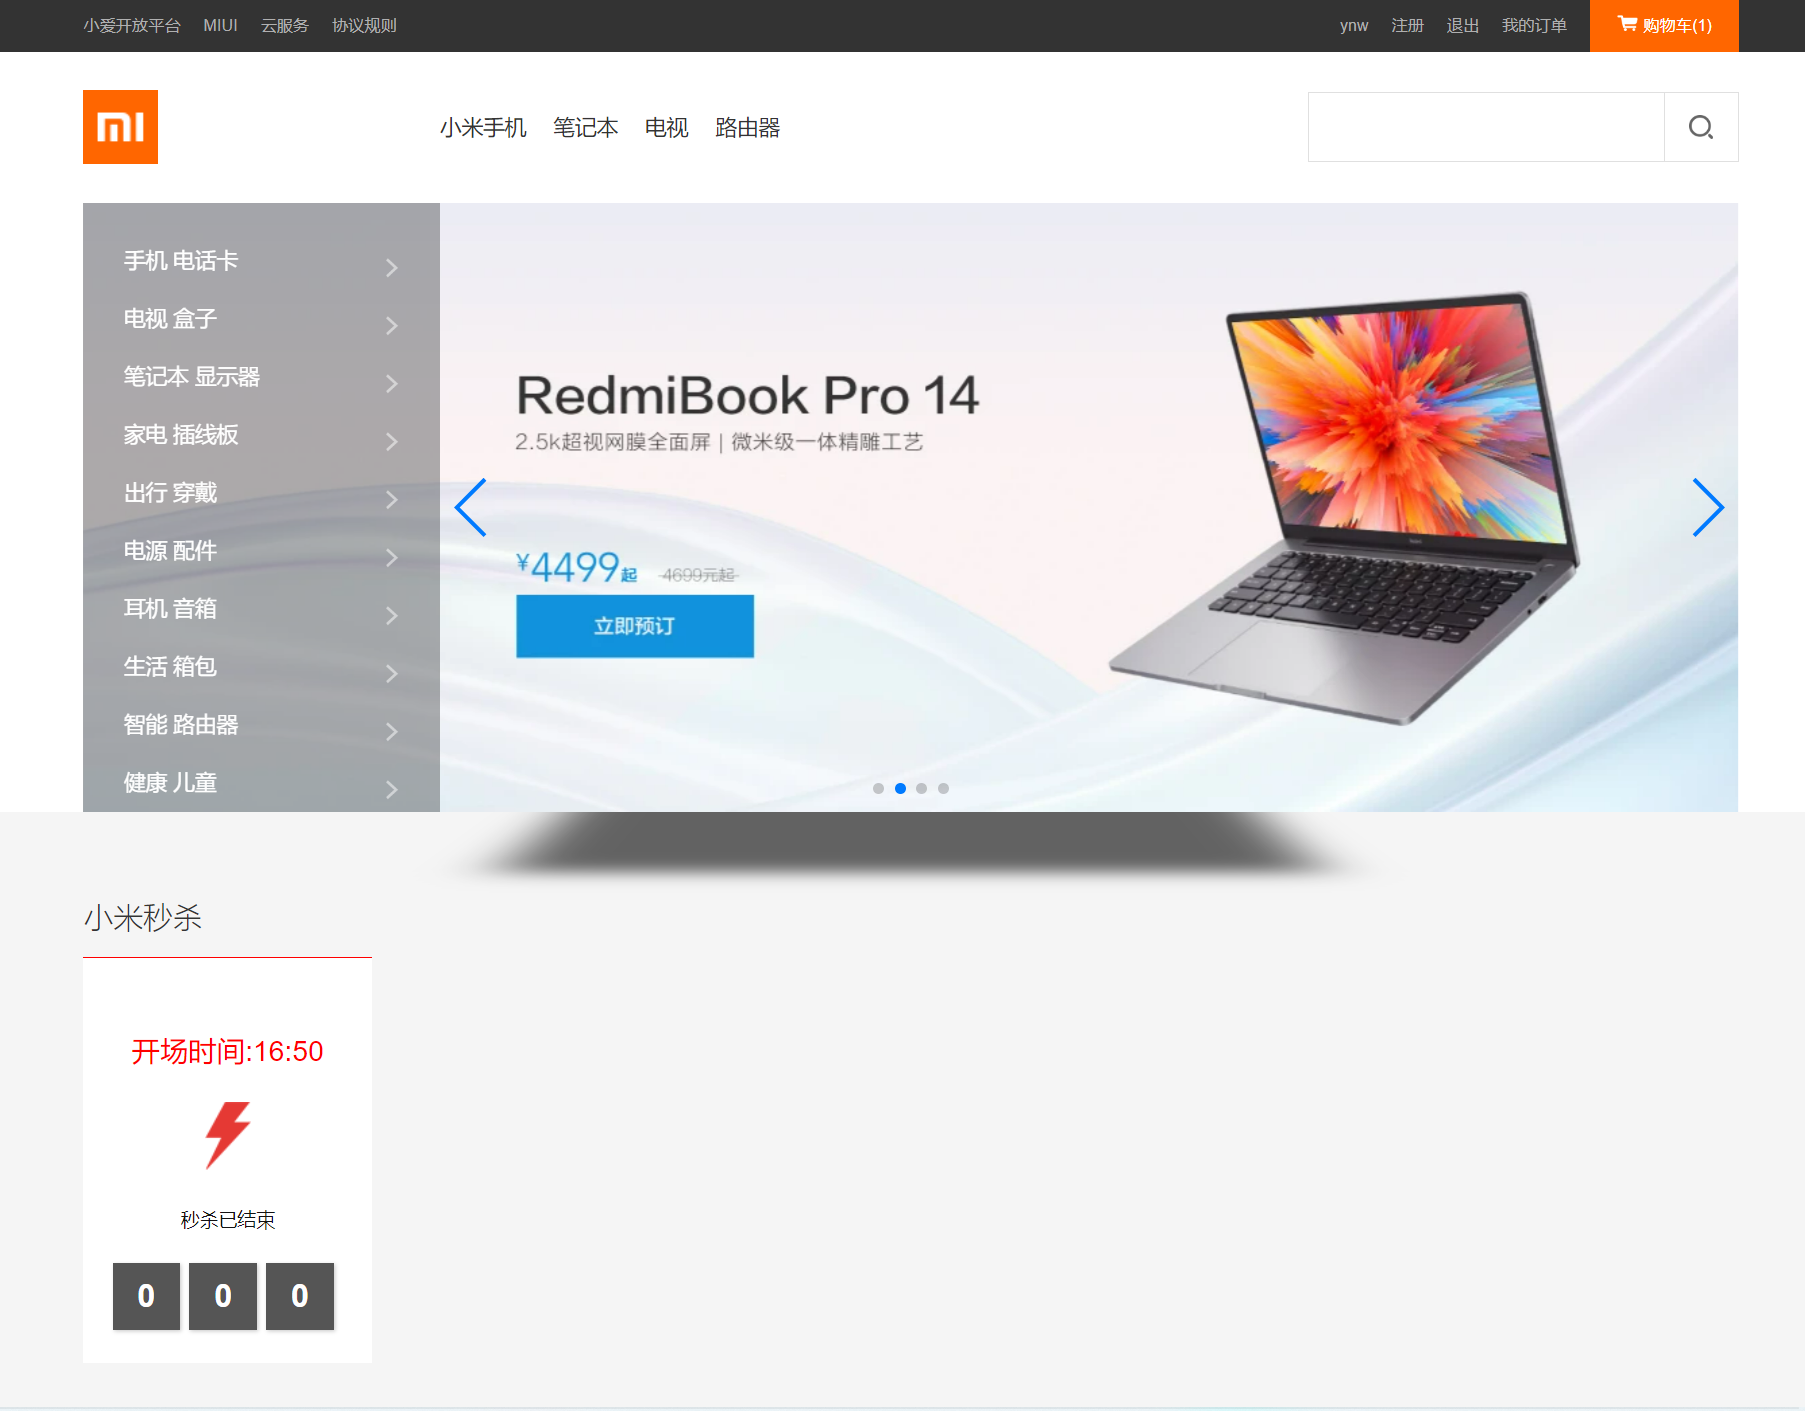 小爱开放平台 MIUI 云服务 协议规则 ynw 注册 退出 我的订单 购物车(1)
小米手机 笔记本 电视 路由器
手机 电话卡
电视 盒子
笔记本 显示器
家电 插线板
出行 穿戴
电源 配件
耳机 音箱
生活 箱包
智能 路由器
健康 儿童
RedmiBook Pro 14
2.5k超视网膜全面屏 | 微米级一体精雕工艺
¥4499起 4699元起
立即预订
小米秒杀
开场时间:16:50
秒杀已结束
0 0 0